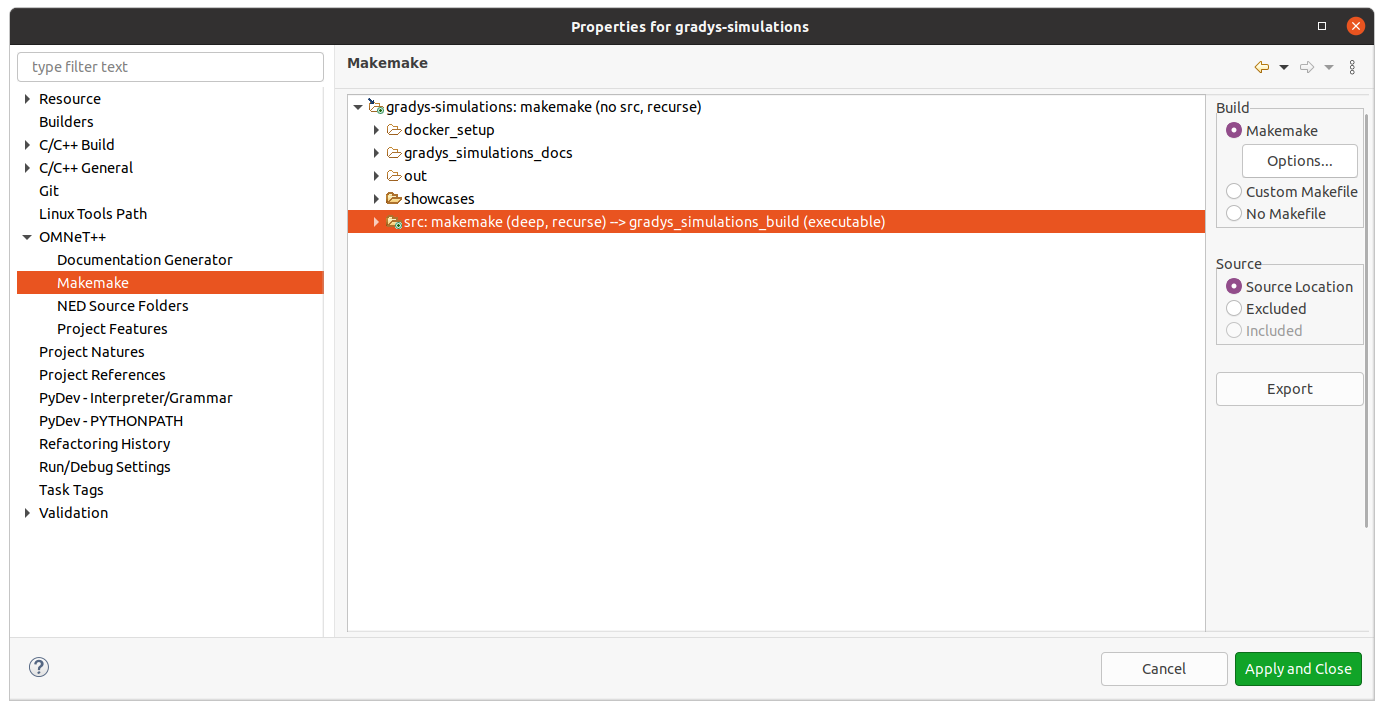 Properties for gradys-simulations
type filter text
Resource
Builders
C/C++ Build
C/C++ General
Git
Linux Tools Path
OMNeT++
Documentation Generator
Makemake
NED Source Folders
Project Features
Project Natures
Project References
PyDev - Interpreter/Grammar
PyDev - PYTHONPATH
Refactoring History
Run/Debug Settings
Task Tags
Validation
Makemake
gradys-simulations: makemake (no src, recurse)
docker_setup
gradys_simulations_docs
out
showcases
src: makemake (deep, recurse) --> gradys_simulations_build (executable)
Build
Makemake
Options...
Custom Makefile
No Makefile
Source
Source Location
Excluded
Included
Export
?
Cancel
Apply and Close